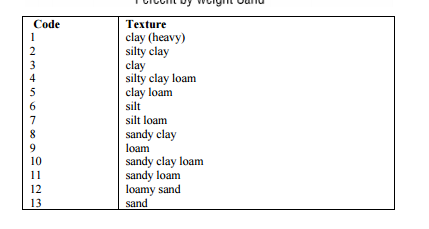 Percent by Weight Sand
Code Texture
1 clay (heavy)
2 silty clay
3 clay
4 silty clay loam
5 clay loam
6 silt
7 silt loam
8 sandy clay
9 loam
10 sandy clay loam
11 sandy loam
12 loamy sand
13 sand